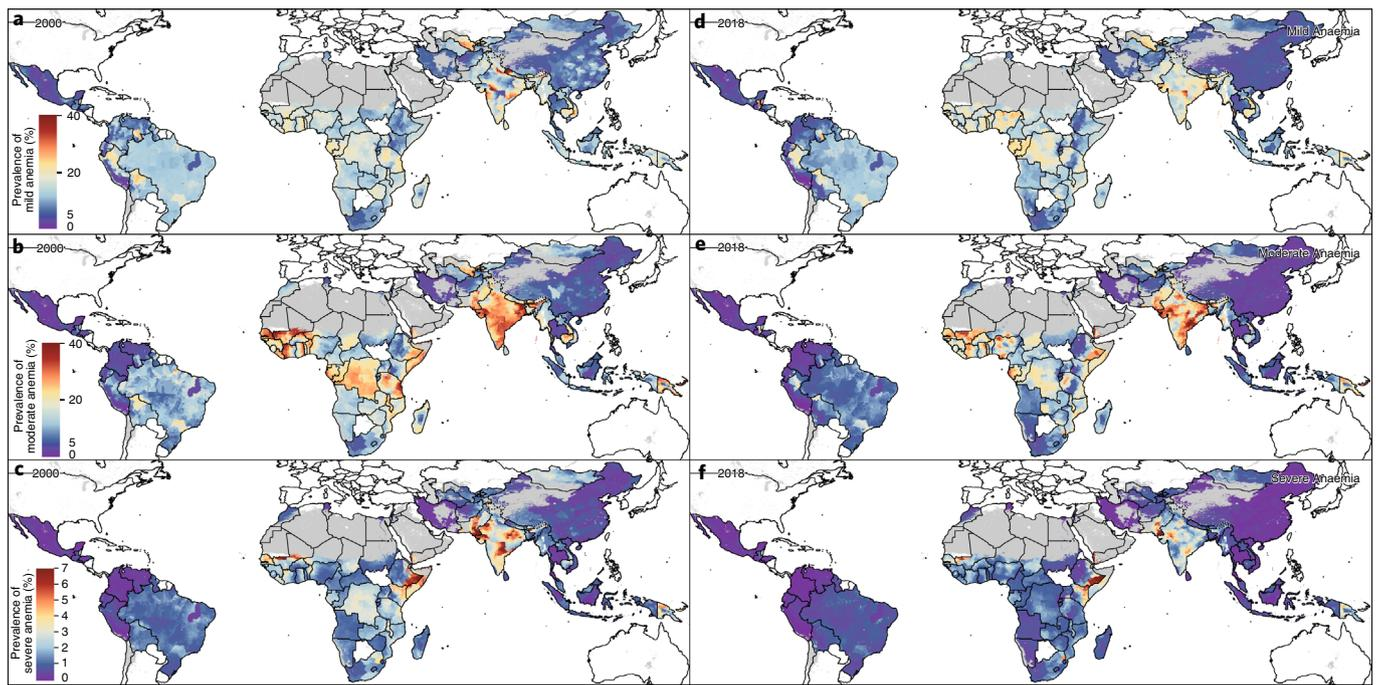 a
2000
d
2018
Mild Anaemia
Prevalence of
mild anemia (%)
40
20
5
0
b
2000
e
2018
Moderate Anaemia
Prevalence of
moderate anemia (%)
40
20
5
0
c
2000
f
2018
Severe Anaemia
Prevalence of
severe anemia (%)
7
6
5
4
3
2
1
0